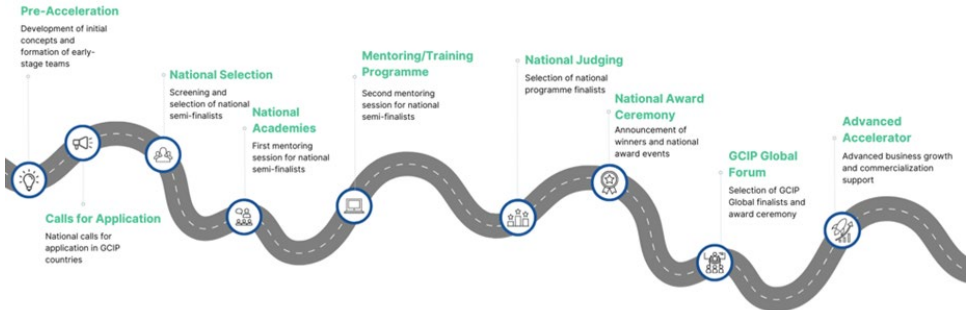 Pre-Acceleration
Development of initial
concepts and
formation of early-
stage teams
Calls for Application
National calls for
application in GCIP
countries
National Selection
Screening and
selection of national
semi-finalists
National
Academies
First mentoring
session for national
semi-finalists
Mentoring/Training
Programme
Second mentoring
session for national
semi-finalists
National Judging
Selection of national
programme finalists
National Award
Ceremony
Announcement of
winners and national
award events
GCIP Global
Forum
Selection of GCIP
Global finalists and
award ceremony
Advanced
Accelerator
Advanced business growth
and commercialization
support